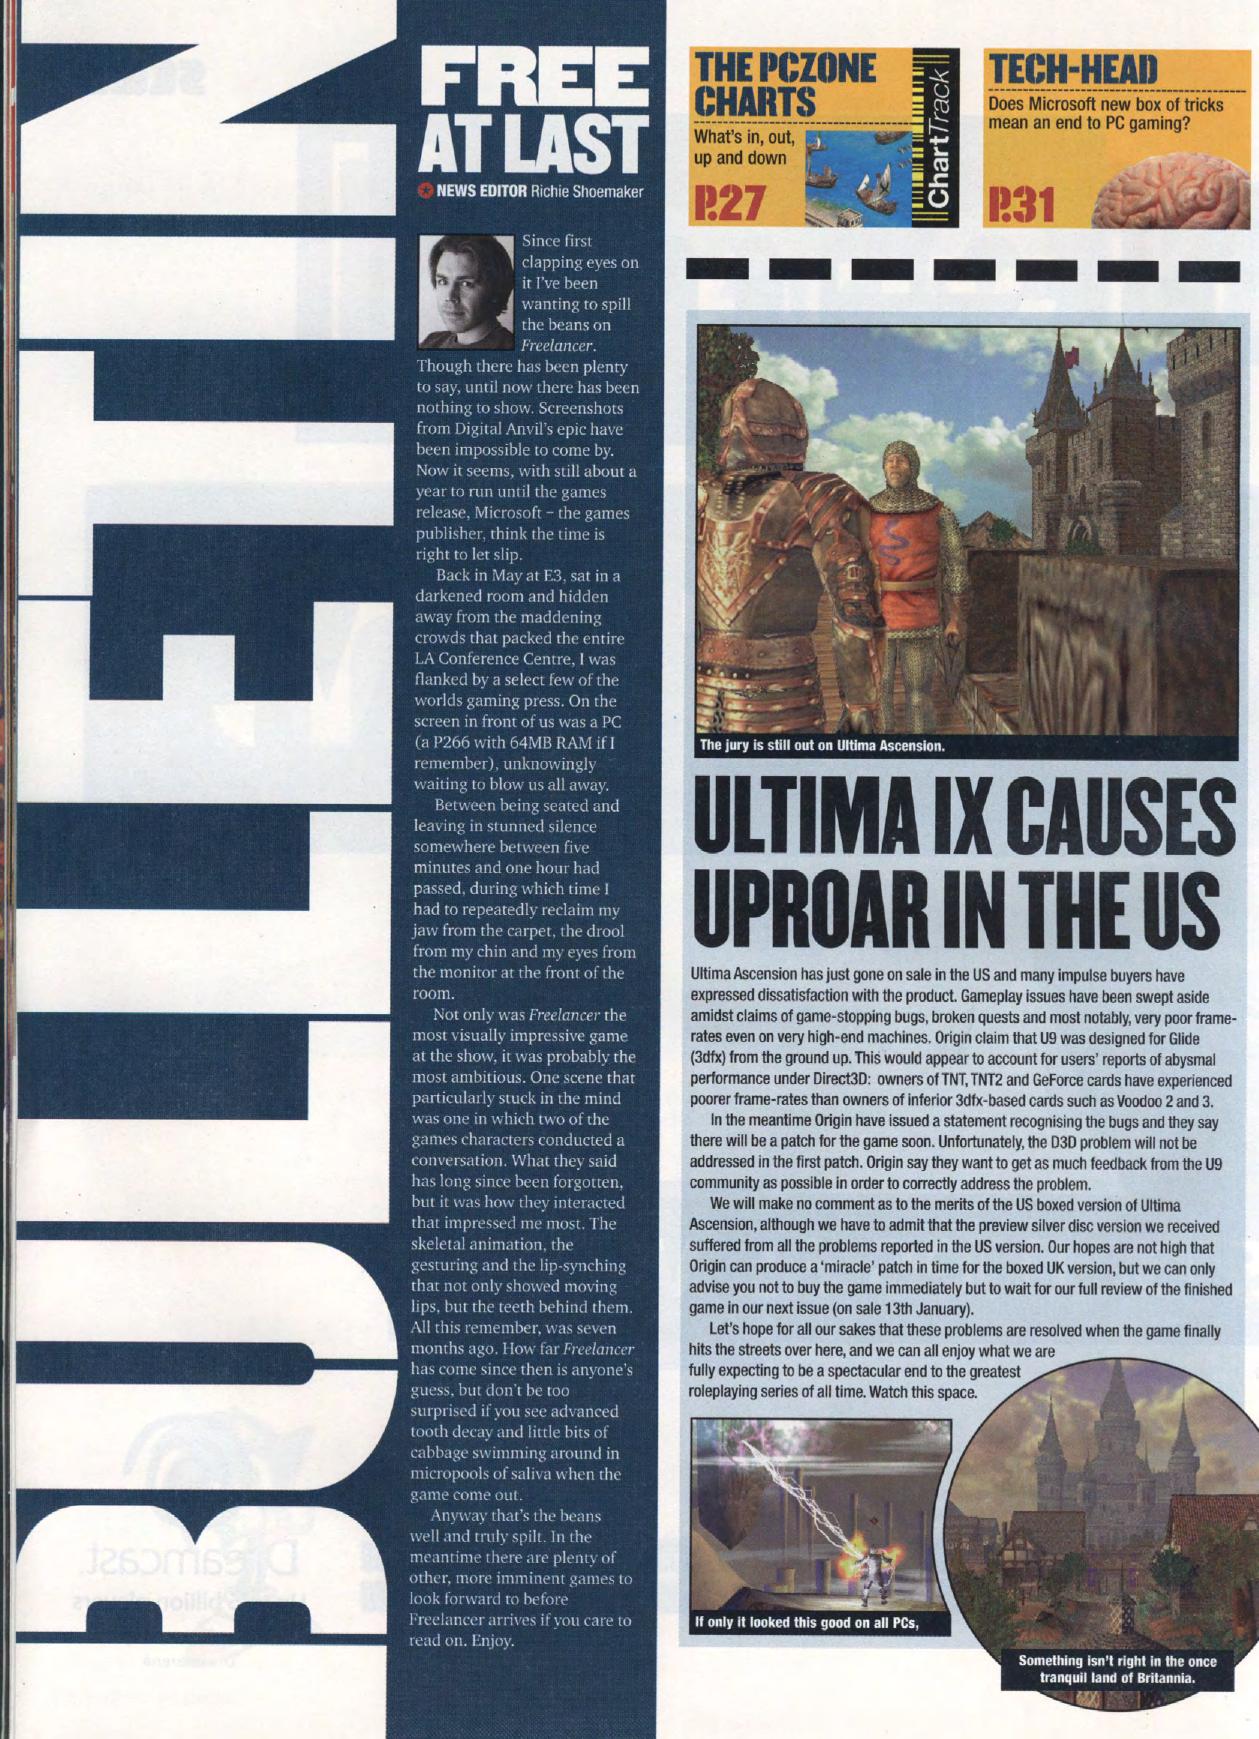 BULLETIN
FREE
AT LAST
NEWS EDITOR Richie Shoemaker
Since first
clapping eyes on
it I've been
wanting to spill
the beans on
Freelancer.
Though there has been plenty
to say, until now there has been
nothing to show. Screenshots
from Digital Anvil's epic have
been impossible to come by.
Now it seems, with still about a
year to run until the games
release, Microsoft – the games
publisher, think the time is
right to let slip.
Back in May at E3, sat in a
darkened room and hidden
away from the maddening
crowds that packed the entire
LA Conference Centre, I was
flanked by a select few of the
worlds gaming press. On the
screen in front of us was a PC
(a P266 with 64MB RAM if I
remember), unknowingly
waiting to blow us all away.
Between being seated and
leaving in stunned silence
somewhere between five
minutes and one hour had
passed, during which time I
had to repeatedly reclaim my
jaw from the carpet, the drool
from my chin and my eyes from
the monitor at the front of the
room.
Not only was Freelancer the
most visually impressive game
at the show, it was probably the
most ambitious. One scene that
particularly stuck in the mind
was one in which two of the
games characters conducted a
conversation. What they said
has long since been forgotten,
but it was how they interacted
that impressed me most. The
skeletal animation, the
gesturing and the lip-synching
that not only showed moving
lips, but the teeth behind them.
All this remember, was seven
months ago. How far Freelancer
has come since then is anyone's
guess, but don't be too
surprised if you see advanced
tooth decay and little bits of
cabbage swimming around in
micropools of saliva when the
game come out.
Anyway that's the beans
well and truly spilt. In the
meantime there are plenty of
other, more imminent games to
look forward to before
Freelancer arrives if you care to
read on. Enjoy.
THE PCZONE
CHARTS
What's in, out,
up and down
P.27
ChartTrack
TECH-HEAD
Does Microsoft new box of tricks
mean an end to PC gaming?
P.31
The jury is still out on Ultima Ascension.
ULTIMA IX CAUSES
UPROAR IN THE US
Ultima Ascension has just gone on sale in the US and many impulse buyers have
expressed dissatisfaction with the product. Gameplay issues have been swept aside
amidst claims of game-stopping bugs, broken quests and most notably, very poor frame-
rates even on very high-end machines. Origin claim that U9 was designed for Glide
(3dfx) from the ground up. This would appear to account for users' reports of abysmal
performance under Direct3D: owners of TNT, TNT2 and GeForce cards have experienced
poorer frame-rates than owners of inferior 3dfx-based cards such as Voodoo 2 and 3.
In the meantime Origin have issued a statement recognising the bugs and they say
there will be a patch for the game soon. Unfortunately, the D3D problem will not be
addressed in the first patch. Origin say they want to get as much feedback from the U9
community as possible in order to correctly address the problem.
We will make no comment as to the merits of the US boxed version of Ultima
Ascension, although we have to admit that the preview silver disc version we received
suffered from all the problems reported in the US version. Our hopes are not high that
Origin can produce a 'miracle' patch in time for the boxed UK version, but we can only
advise you not to buy the game immediately but to wait for our full review of the finished
game in our next issue (on sale 13th January).
Let's hope for all our sakes that these problems are resolved when the game finally
hits the streets over here, and we can all enjoy what we are
fully expecting to be a spectacular end to the greatest
roleplaying series of all time. Watch this space.
If only it looked this good on all PCs,
Something isn't right in the once
tranquil land of Britannia.
Dreamcast.